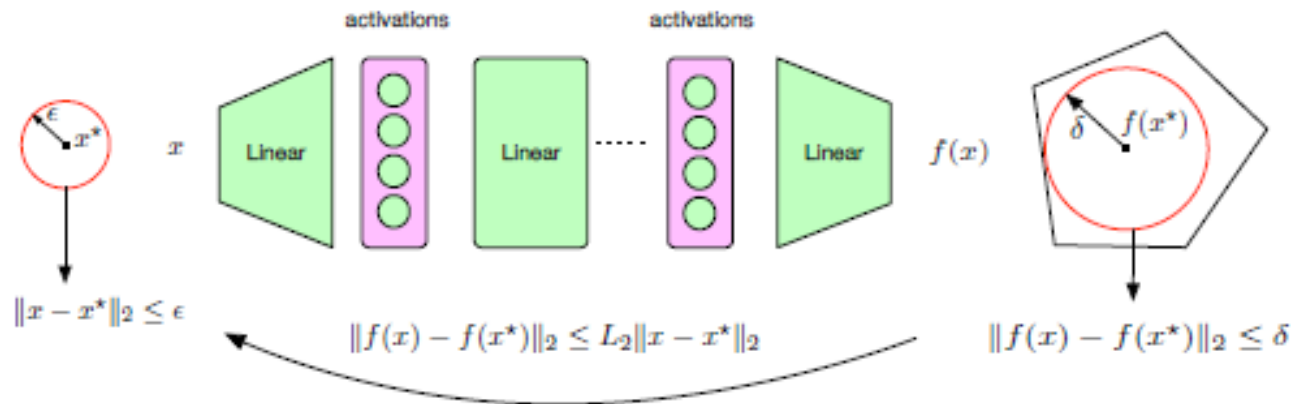 activations
activations
ϵ
x*
x
Linear
Linear
Linear
f(x)
δ
f(x*)
‖x − x*‖₂ ≤ ϵ
‖f(x) − f(x*)‖₂ ≤ L₂‖x − x*‖₂
‖f(x) − f(x*)‖₂ ≤ δ